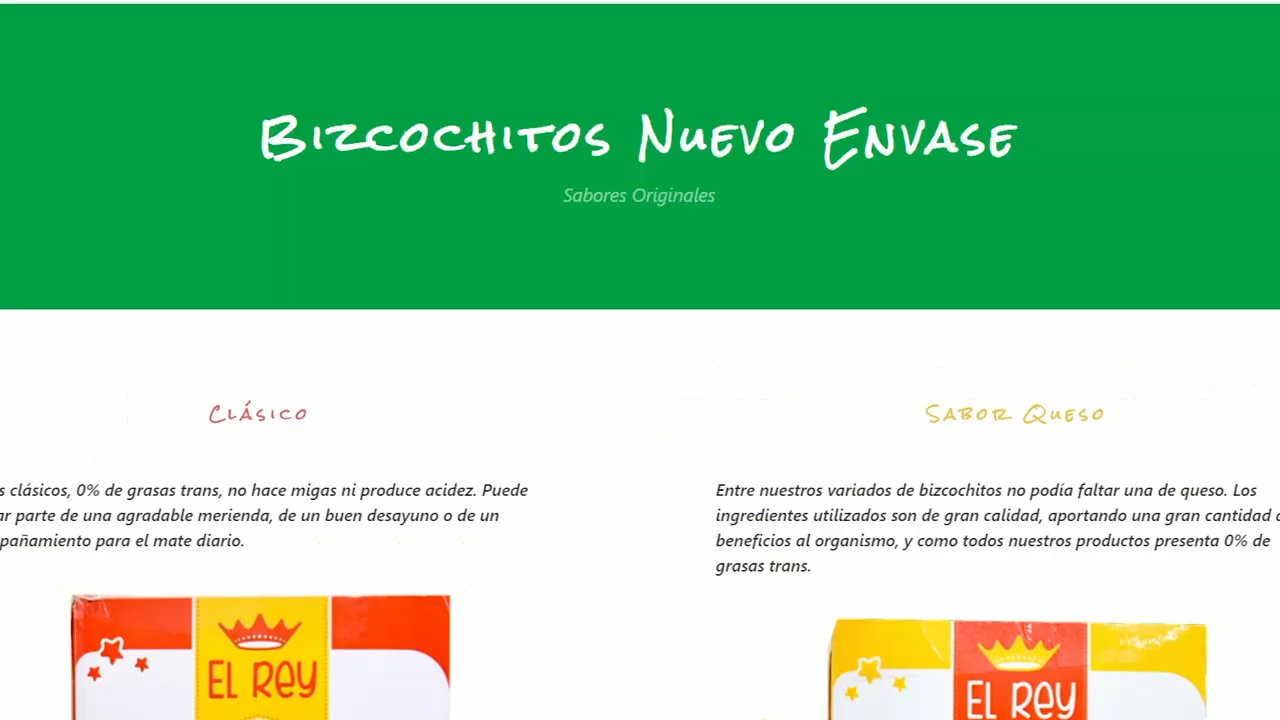 Bizcochitos Nuevo Envase
Sabores Originales
Clásico
clásicos, 0% de grasas trans, no hace migas ni produce acidez. Puede
parte de una agradable merienda, de un buen desayuno o de un
pañamiento para el mate diario.
EL REY
Sabor Queso
Entre nuestros variados de bizcochitos no podía faltar una de queso. Los
ingredientes utilizados son de gran calidad, aportando una gran cantidad
beneficios al organismo, y como todos nuestros productos presenta 0% de
grasas trans.
EL REY